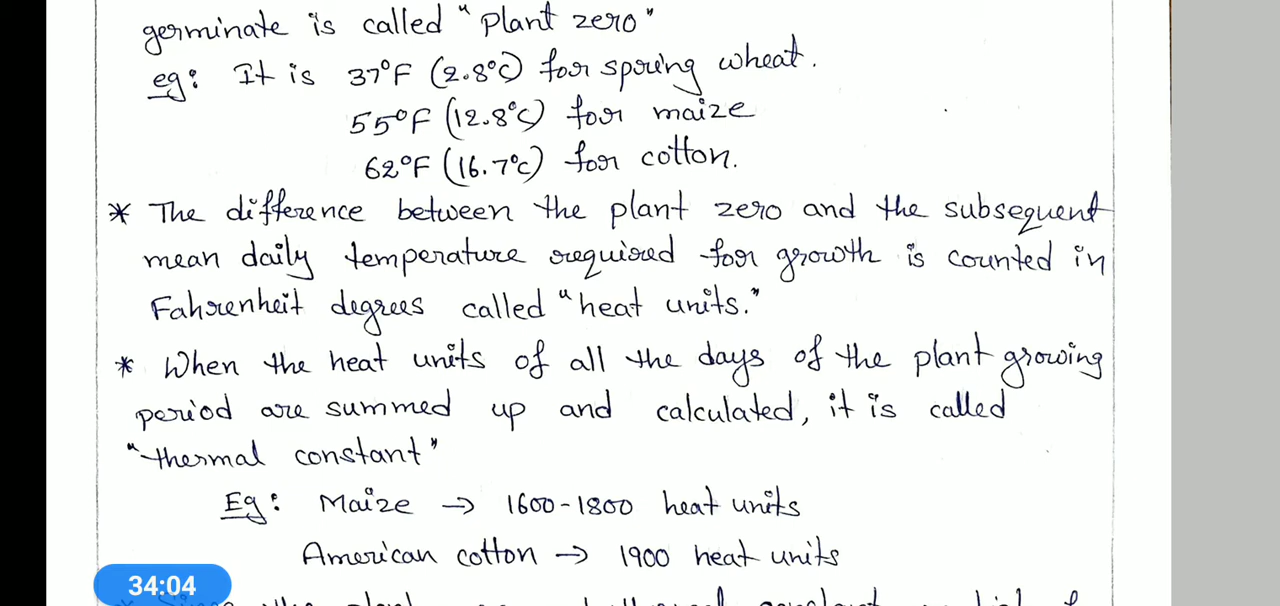 germinate is called "plant zero"
eg: It is 37°F (2.8°C) for spring wheat.
55°F (12.8°C) for maize
62°F (16.7°C) for cotton.
* The difference between the plant zero and the subsequent
mean daily temperature required for growth is counted in
Fahrenheit degrees called "heat units."
* When the heat units of all the days of the plant growing
period are summed up and calculated, it is called
"thermal constant"
Eg: Maize → 1600-1800 heat units
American cotton → 1900 heat units
34:04